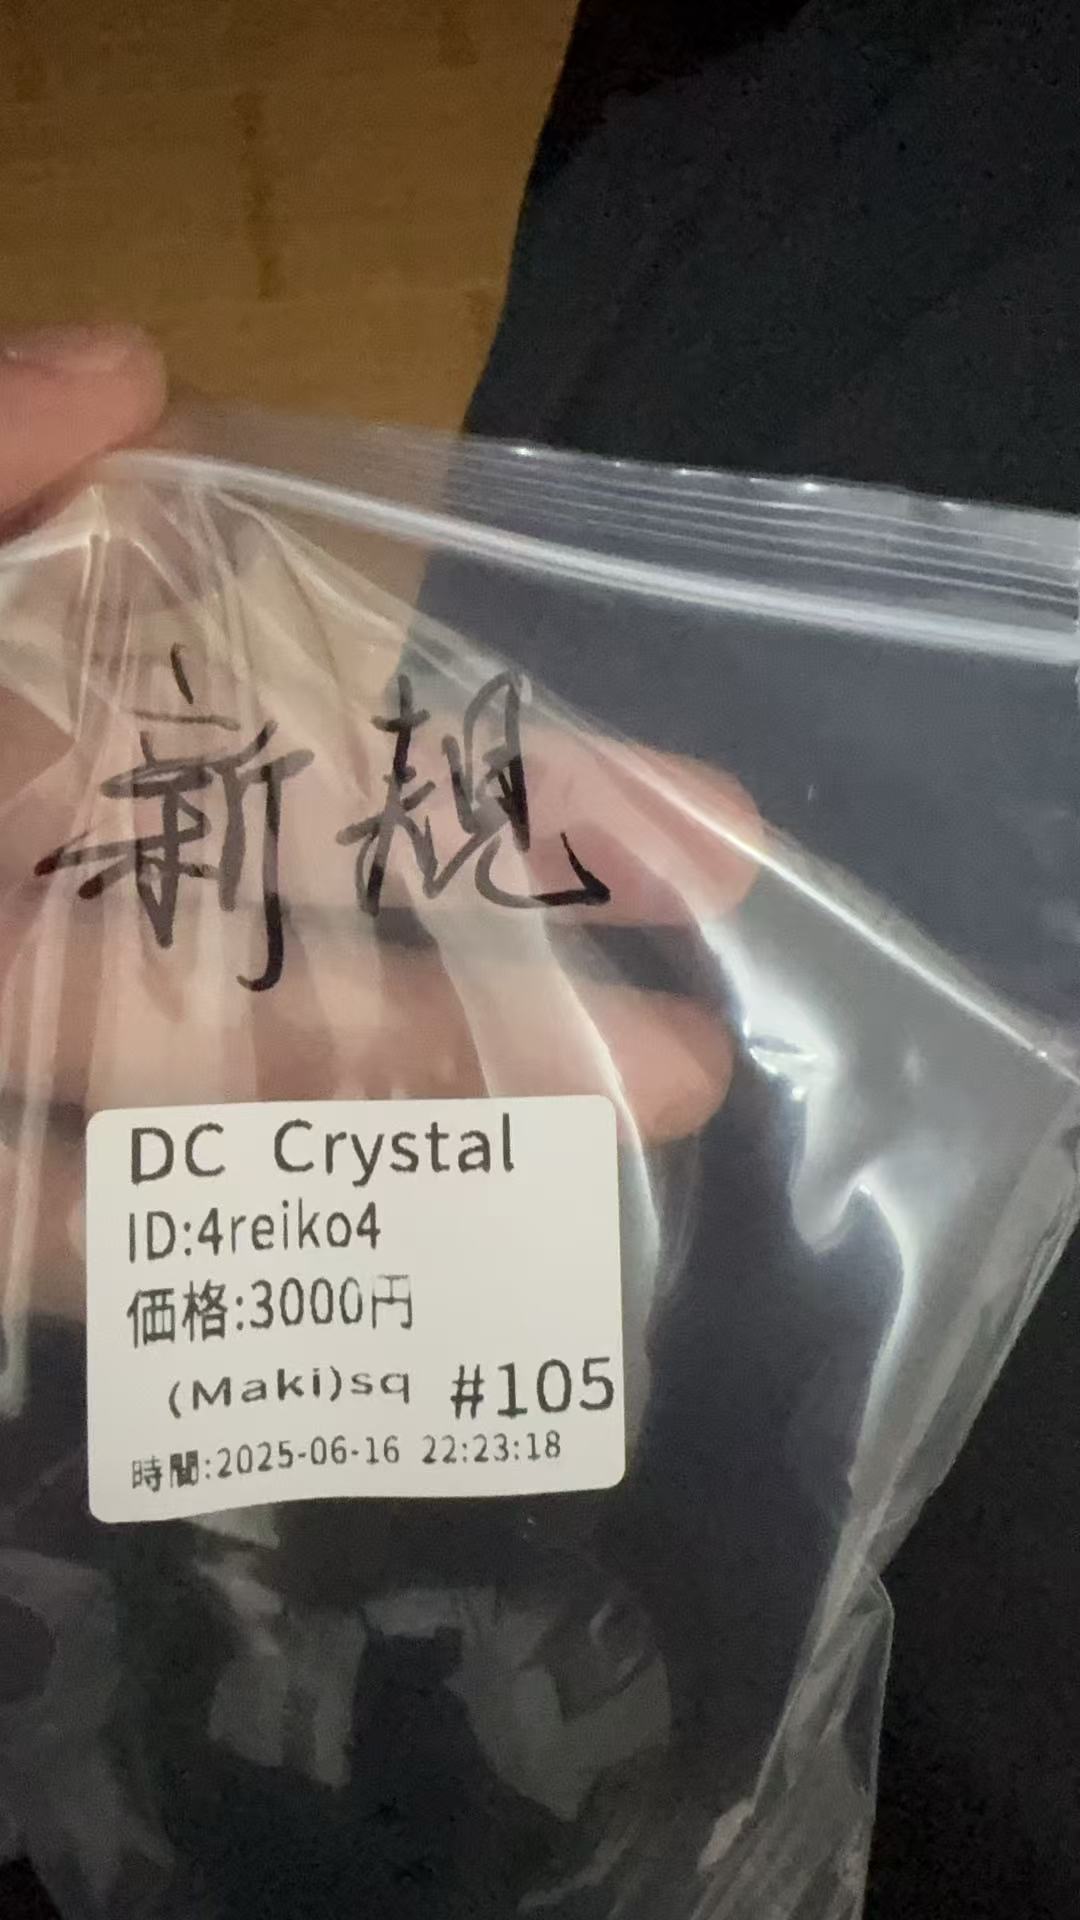 新規
DC Crystal
ID:4reiko4
価格:3000円
(Maki)sq #105
時間:2025-06-16 22:23:18